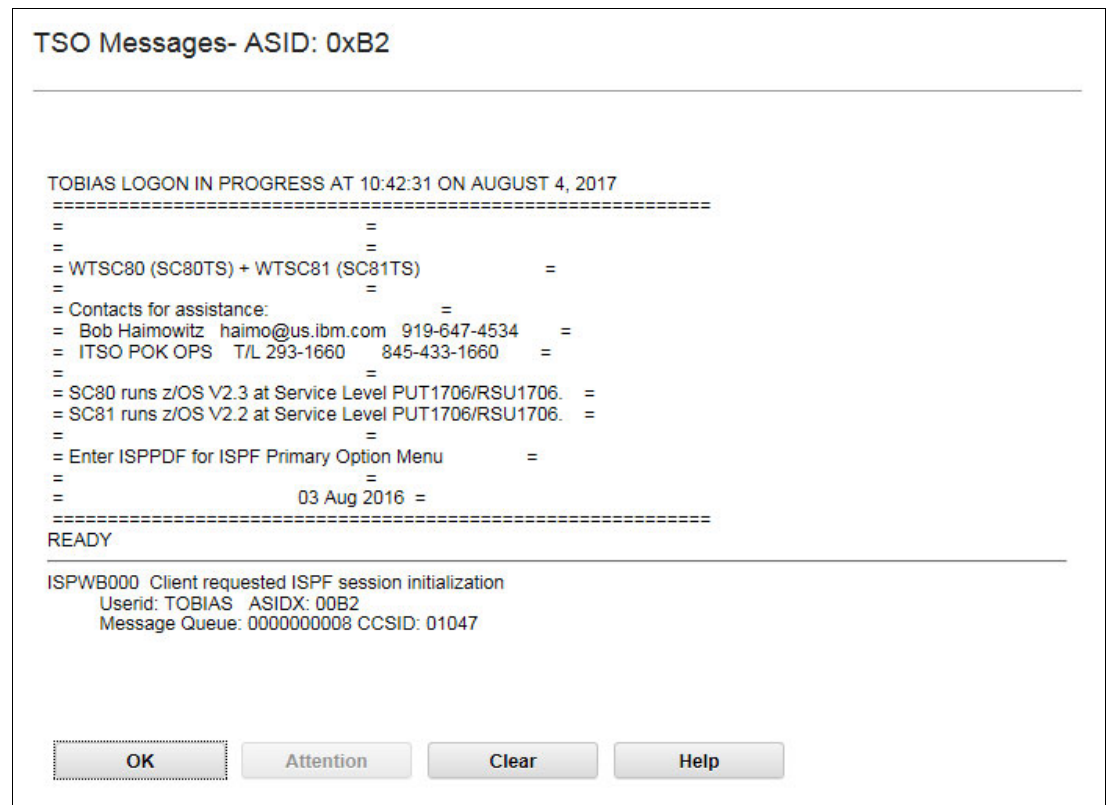 TSO Messages- ASID: 0xB2
TOBIAS LOGON IN PROGRESS AT 10:42:31 ON AUGUST 4, 2017
============================================================
= =
= =
= WTSC80 (SC80TS) + WTSC81 (SC81TS) =
= =
= Contacts for assistance: =
= Bob Haimowitz haimo@us.ibm.com 919-647-4534 =
= ITSO POK OPS T/L 293-1660 845-433-1660 =
= =
= SC80 runs z/OS V2.3 at Service Level PUT1706/RSU1706. =
= SC81 runs z/OS V2.2 at Service Level PUT1706/RSU1706. =
= =
= Enter ISPPDF for ISPF Primary Option Menu =
= =
= 03 Aug 2016 =
============================================================
READY
ISPWB000 Client requested ISPF session initialization
Userid: TOBIAS ASIDX: 00B2
Message Queue: 0000000008 CCSID: 01047
OK Attention Clear Help